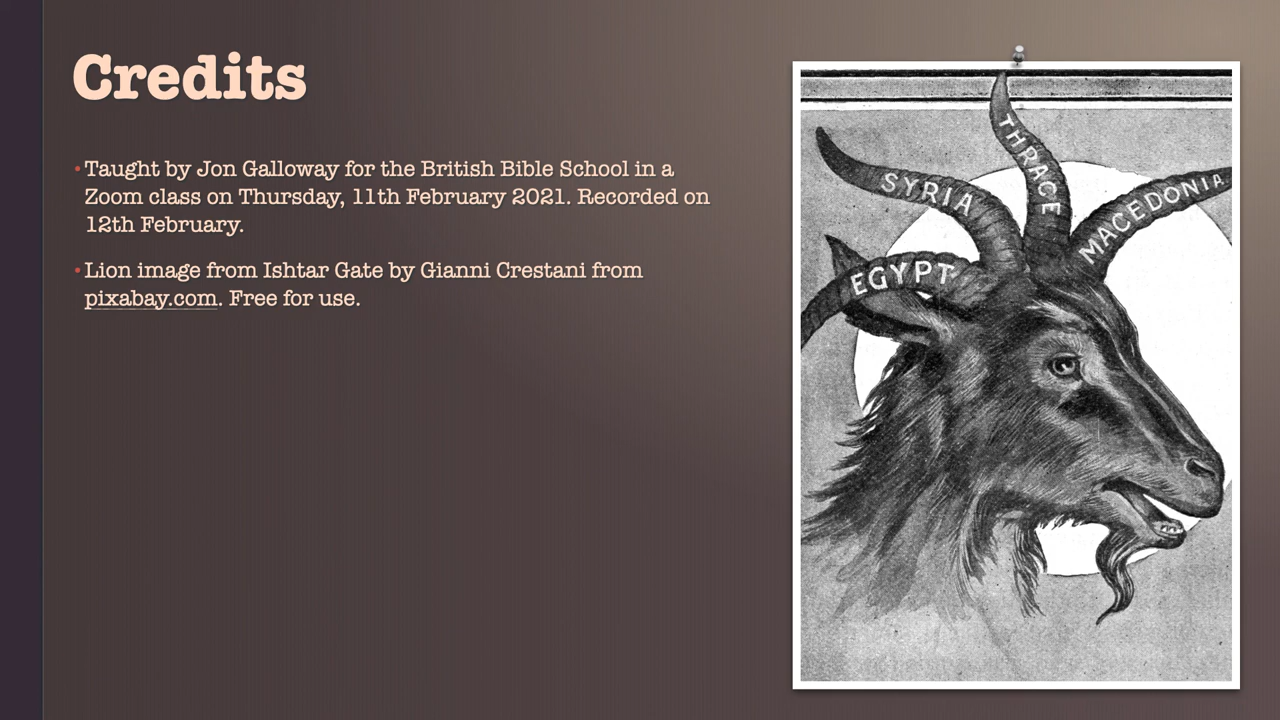 Credits
• Taught by Jon Galloway for the British Bible School in a
Zoom class on Thursday, 11th February 2021. Recorded on
12th February.
• Lion image from Ishtar Gate by Gianni Crestani from
pixabay.com. Free for use.
THRACE
SYRIA
MACEDONIA
EGYPT